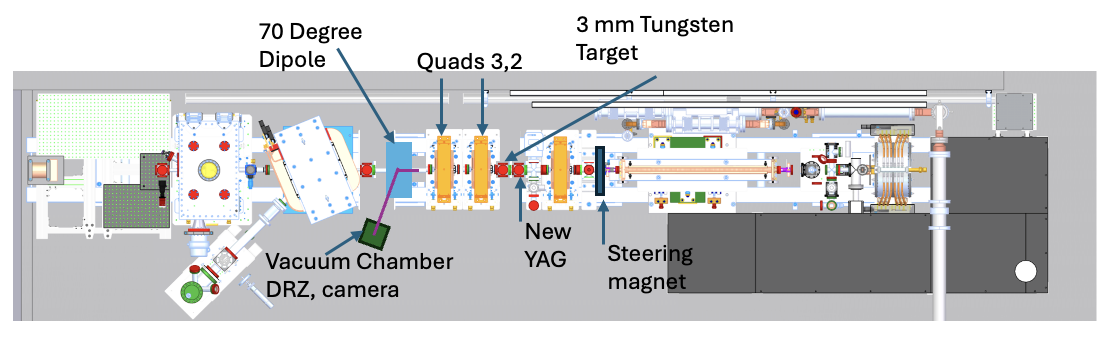 70 Degree
Dipole
Quads 3,2
3 mm Tungsten
Target
New
YAG
Steering
magnet
Vacuum Chamber
DRZ, camera